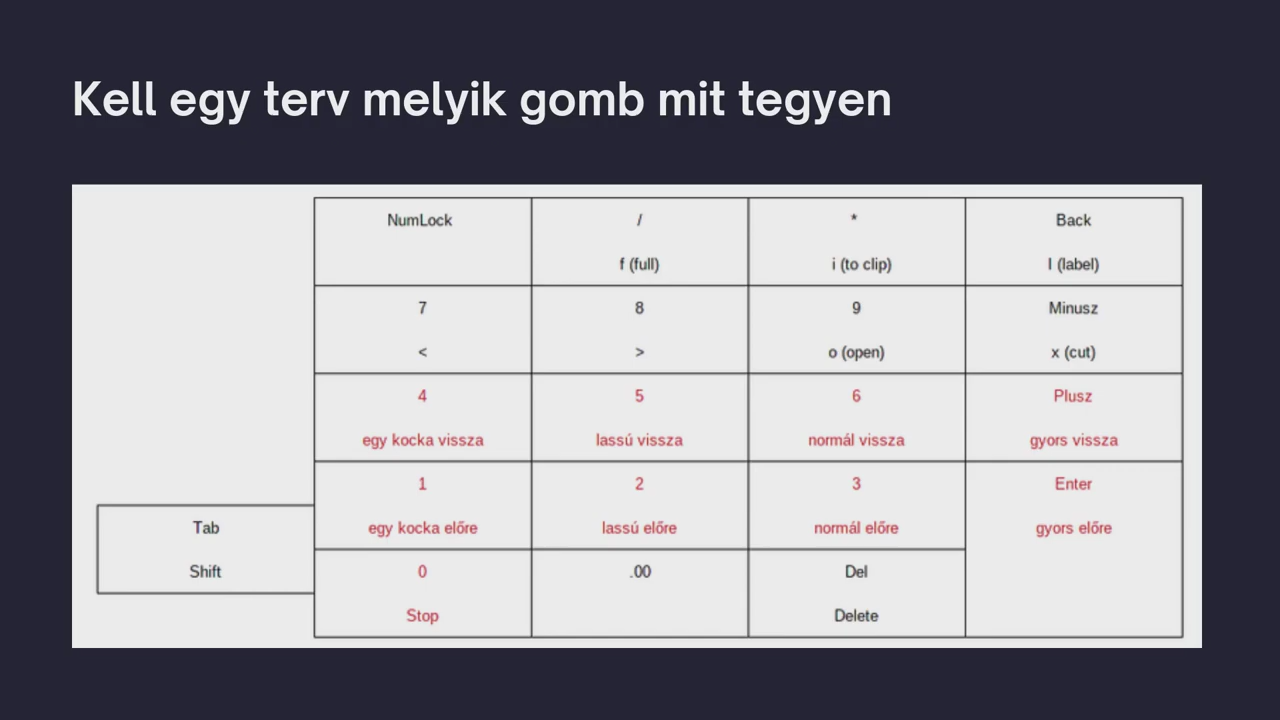 Kell egy terv melyik gomb mit tegyen
NumLock / * Back
f (full) i (to clip) l (label)
7 8 9 Minusz
< > o (open) x (cut)
4 5 6 Plusz
egy kocka vissza lassú vissza normál vissza gyors vissza
1 2 3 Enter
Tab egy kocka előre lassú előre normál előre gyors előre
Shift 0 .00 Del
Stop Delete